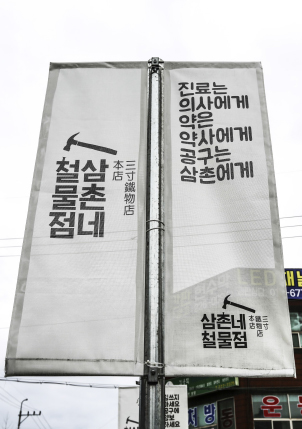 삼촌네
철물점
三寸鐵物店
本店
진료는
의사에게
약은
약사에게
공구는
삼촌에게
삼촌네
철물점
三寸
鐵物店
本店